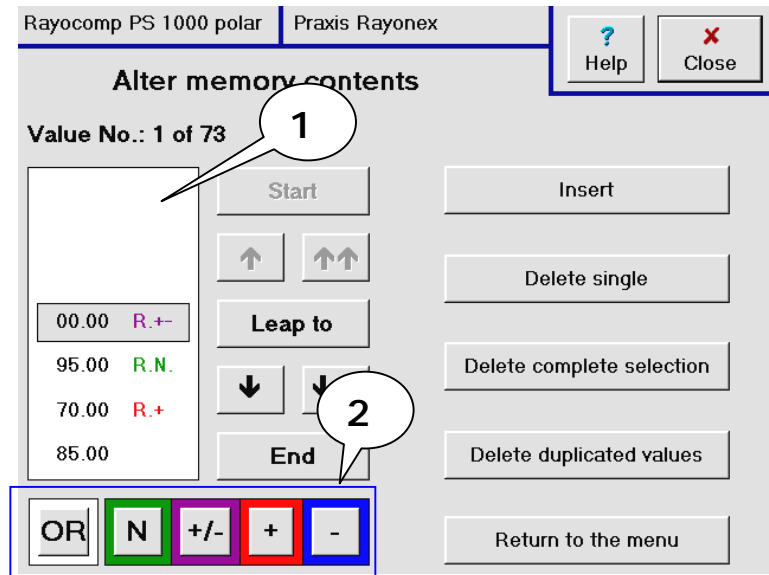 Rayocomp PS 1000 polar
Praxis Rayonex
?
Help
X
Close
Alter memory contents
Value No.: 1 of 73
1
Start
Insert
↑
↑↑
Delete single
00.00 R.+-
Leap to
95.00 R.N.
Delete complete selection
70.00 R.+
↓
2
85.00
End
Delete duplicated values
OR
N
+/-
+
-
Return to the menu